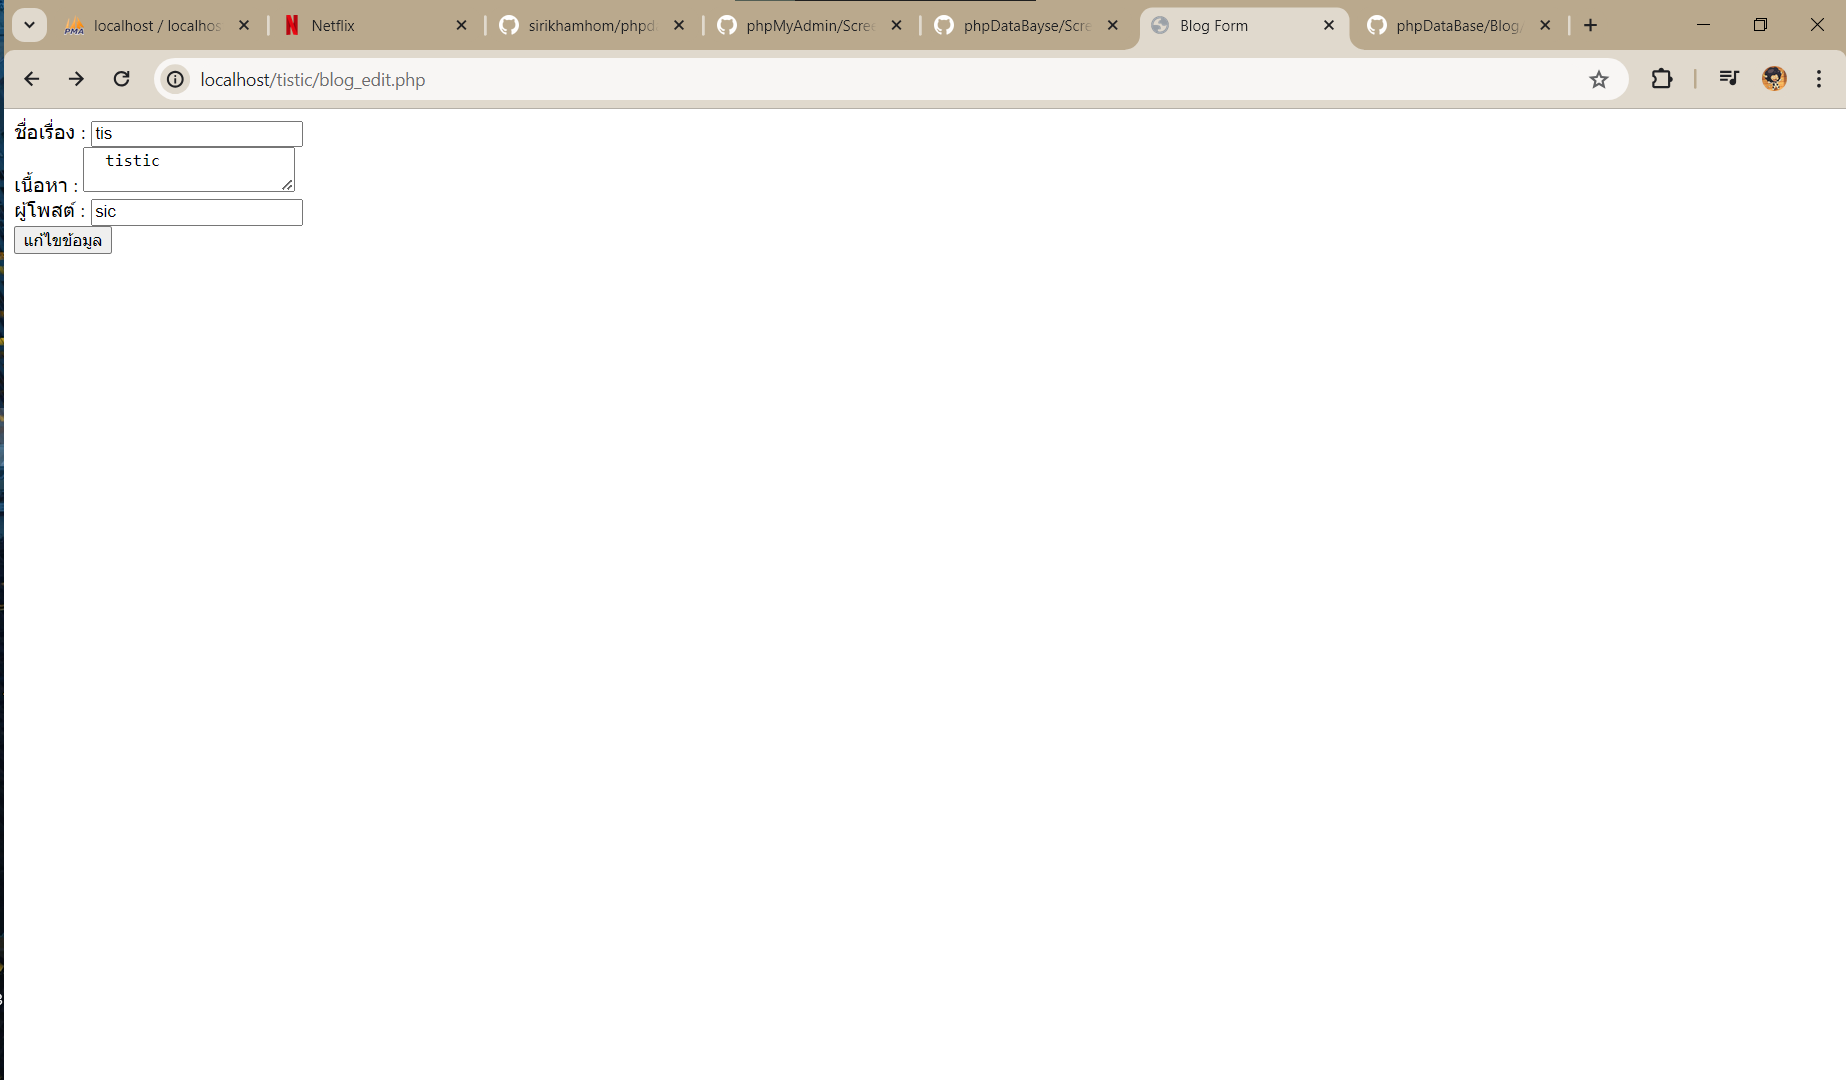 localhost / localhos
Netflix
sirikhamhom/phpd
phpMyAdmin/Scree
phpDataBayse/Scre
Blog Form
phpDataBase/Blog/
localhost/tistic/blog_edit.php
ชื่อเรื่อง : tis
เนื้อหา : tistic
ผู้โพสต์ : sic
แก้ไขข้อมูล